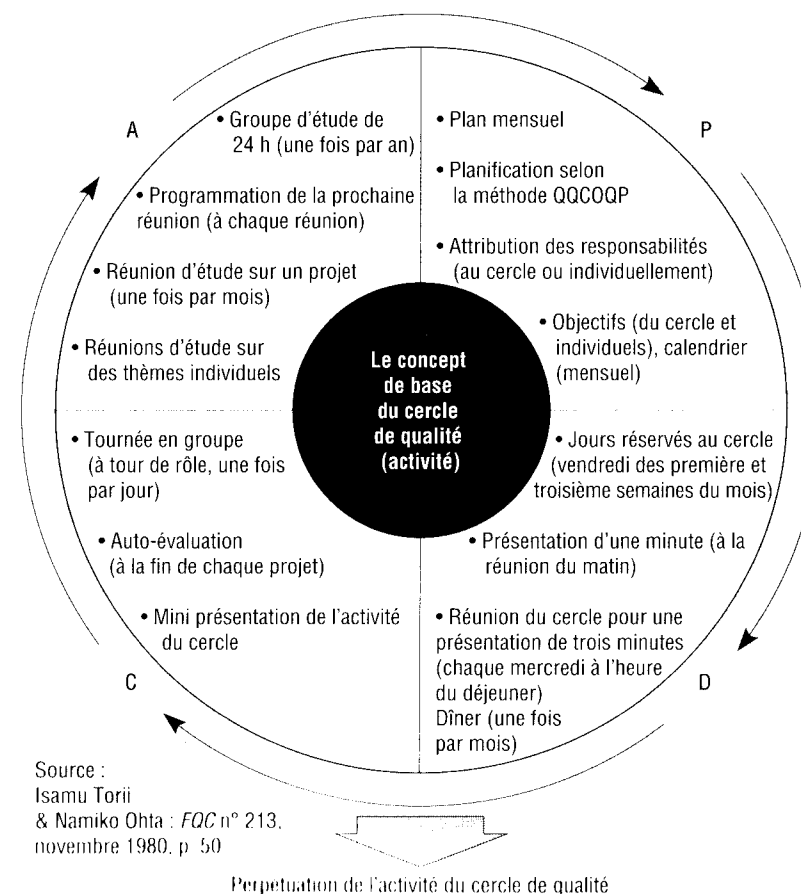 A
• Groupe d'étude de
24 h (une fois par an)
• Programmation de la prochaine
réunion (à chaque réunion)
• Réunion d'étude sur un projet
(une fois par mois)
• Réunions d'étude sur
des thèmes individuels
P
• Plan mensuel
• Planification selon
la méthode QQCOQP
• Attribution des responsabilités
(au cercle ou individuellement)
• Objectifs (du cercle et
individuels), calendrier
(mensuel)
Le concept
de base
du cercle
de qualité
(activité)
• Tournée en groupe
(à tour de rôle, une fois
par jour)
• Auto-évaluation
(à la fin de chaque projet)
• Mini présentation de l'activité
du cercle
C
• Jours réservés au cercle
(vendredi des première et
troisième semaines du mois)
• Présentation d'une minute (à la
réunion du matin)
• Réunion du cercle pour une
présentation de trois minutes
(chaque mercredi à l'heure
du déjeuner)
Dîner (une fois
par mois)
D
Source :
Isamu Torii
& Namiko Ohta : FQC n° 213,
novembre 1980, p. 50
Perpétuation de l'activité du cercle de qualité